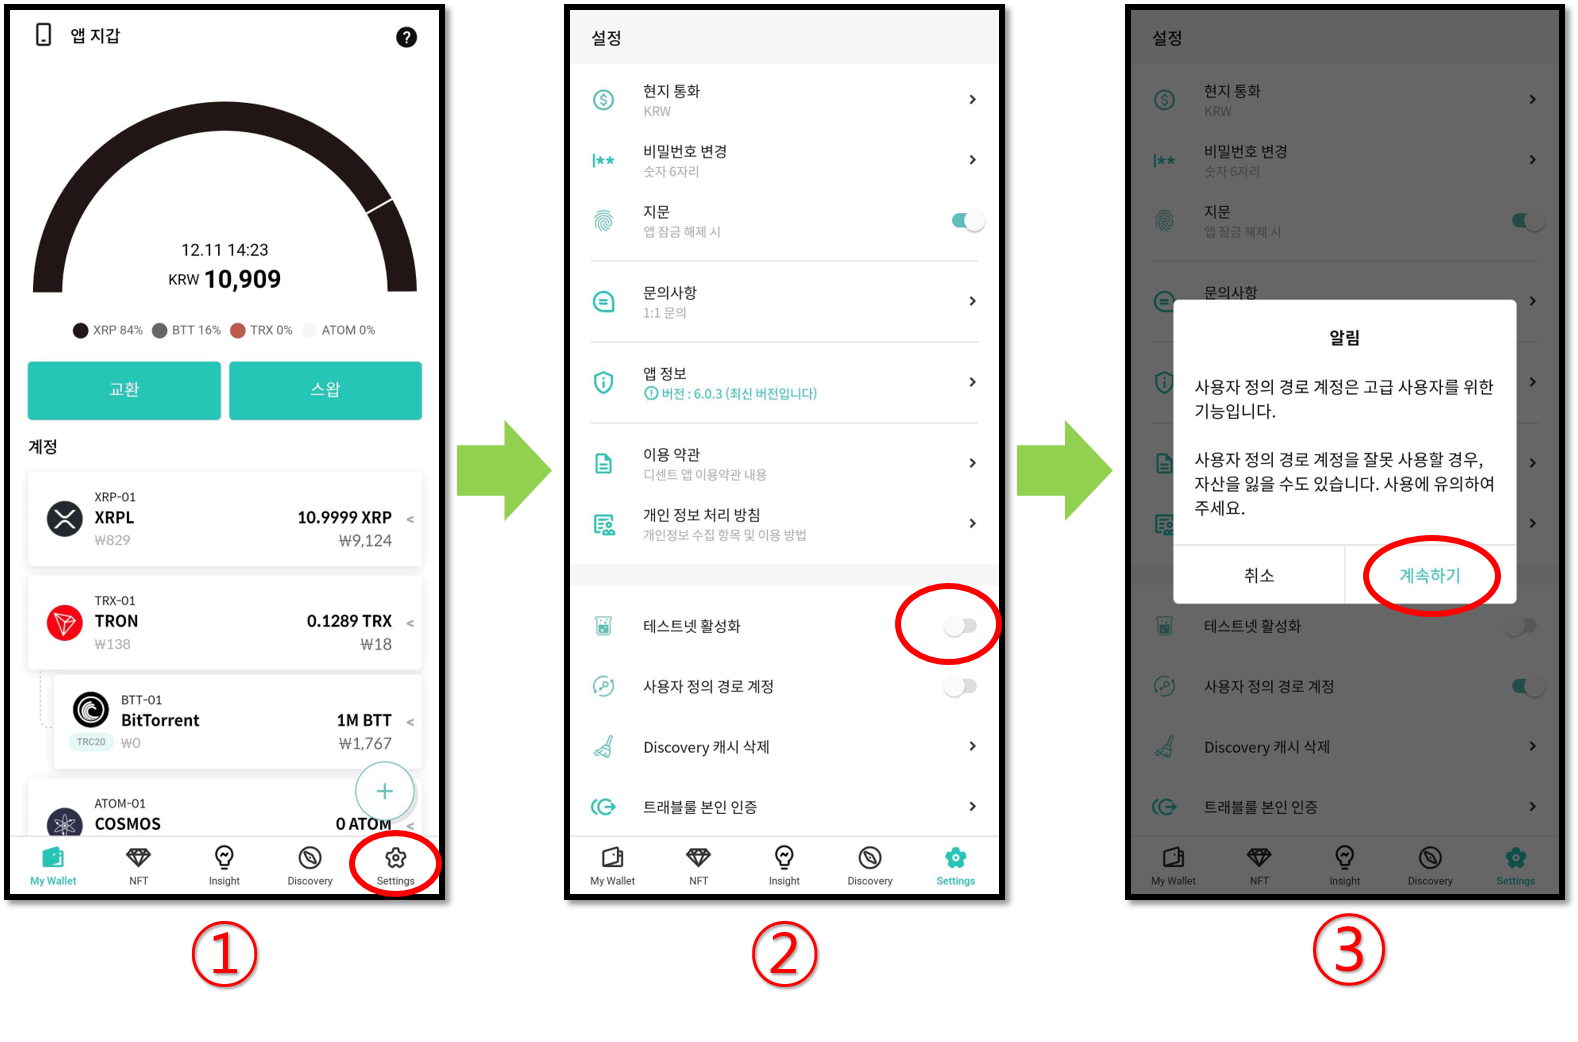 앱 지갑
?
12.11 14:23
KRW 10,909
XRP 84% BTT 16% TRX 0% ATOM 0%
교환
스왑
계정
XRP-01
XRPL 10.9999 XRP <
₩829 ₩9,124
TRX-01
TRON 0.1289 TRX <
₩138 ₩18
BTT-01
BitTorrent 1M BTT <
TRC20 ₩0 ₩1,767
+
ATOM-01
COSMOS 0 ATOM <
My Wallet NFT Insight Discovery Settings
①
설정
현지 통화
KRW
비밀번호 변경
숫자 6자리
지문
앱 잠금 해제 시
문의사항
1:1 문의
앱 정보
버전 : 6.0.3 (최신 버전입니다)
이용 약관
디센트 앱 이용약관 내용
개인 정보 처리 방침
개인정보 수집 항목 및 이용 방법
테스트넷 활성화
사용자 정의 경로 계정
Discovery 캐시 삭제
트래블룰 본인 인증
My Wallet NFT Insight Discovery Settings
②
설정
현지 통화
KRW
비밀번호 변경
숫자 6자리
지문
앱 잠금 해제 시
문의사항
알림
사용자 정의 경로 계정은 고급 사용자를 위한
기능입니다.
사용자 정의 경로 계정을 잘못 사용할 경우,
자산을 잃을 수도 있습니다. 사용에 유의하여
주세요.
취소 계속하기
테스트넷 활성화
사용자 정의 경로 계정
Discovery 캐시 삭제
트래블룰 본인 인증
My Wallet NFT Insight Discovery Settings
③